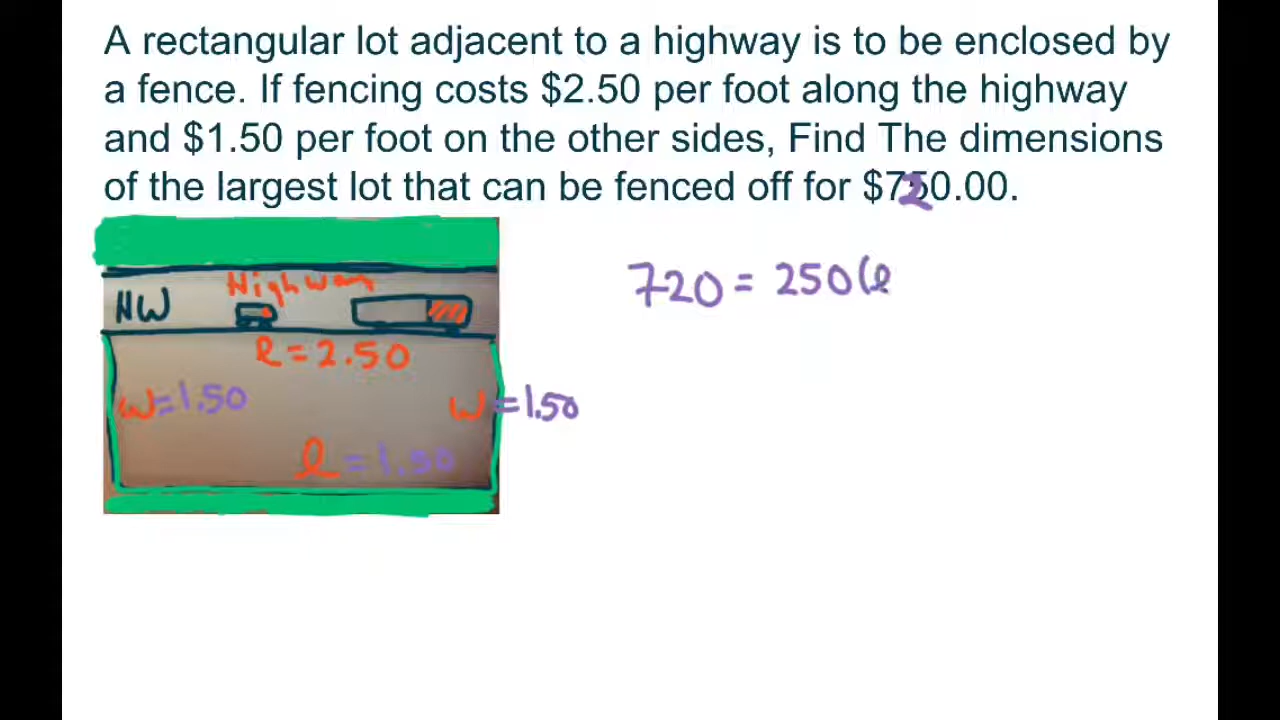 A rectangular lot adjacent to a highway is to be enclosed by
a fence. If fencing costs $2.50 per foot along the highway
and $1.50 per foot on the other sides, Find The dimensions
of the largest lot that can be fenced off for $720.00.
720 = 250(l
Highway
HW
l = 2.50
w = 1.50
w = 1.50
l = 1.50